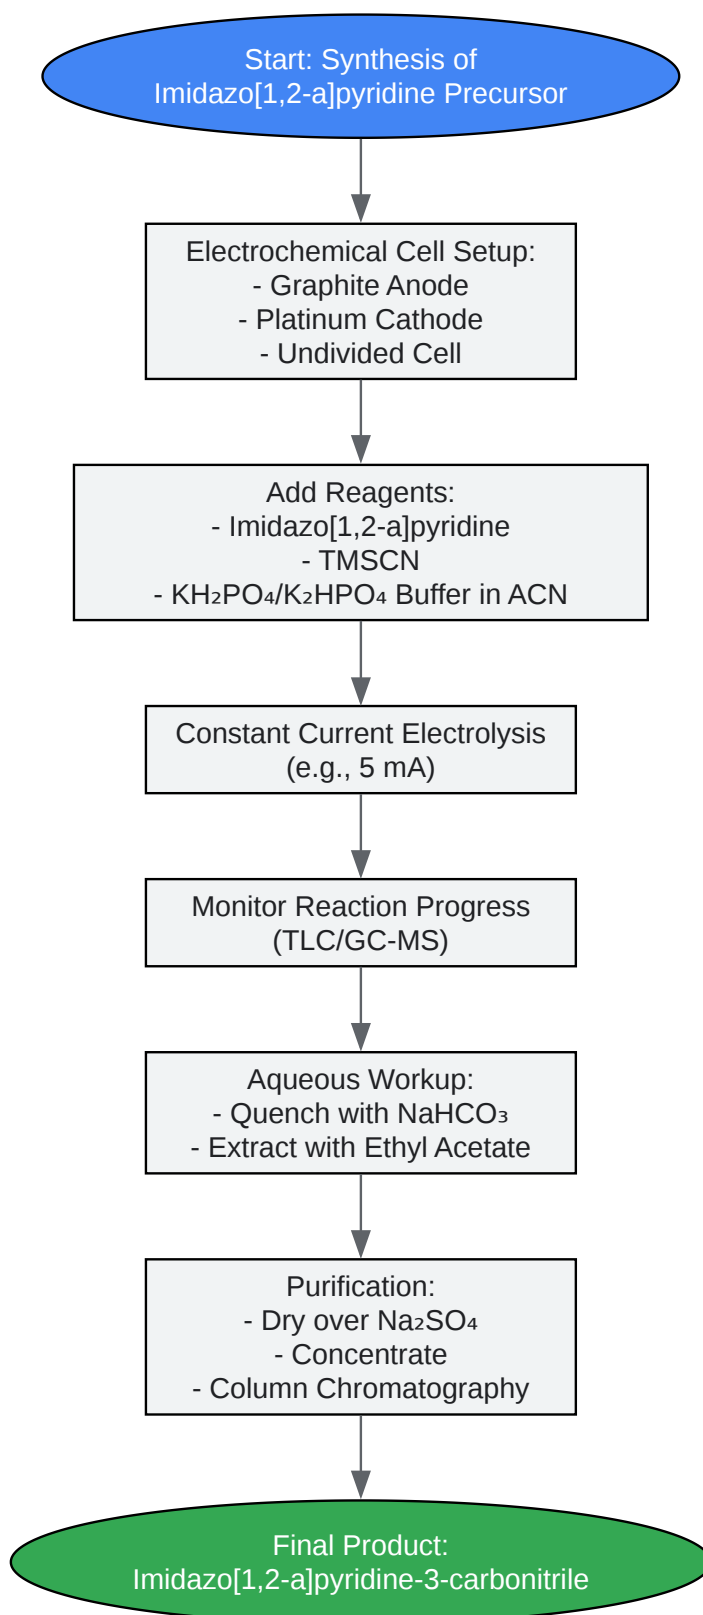 Start: Synthesis of
Imidazo[1,2-a]pyridine Precursor
Electrochemical Cell Setup:
- Graphite Anode
- Platinum Cathode
- Undivided Cell
Add Reagents:
- Imidazo[1,2-a]pyridine
- TMSCN
- KH₂PO₄/K₂HPO₄ Buffer in ACN
Constant Current Electrolysis
(e.g., 5 mA)
Monitor Reaction Progress
(TLC/GC-MS)
Aqueous Workup:
- Quench with NaHCO₃
- Extract with Ethyl Acetate
Purification:
- Dry over Na₂SO₄
- Concentrate
- Column Chromatography
Final Product:
Imidazo[1,2-a]pyridine-3-carbonitrile